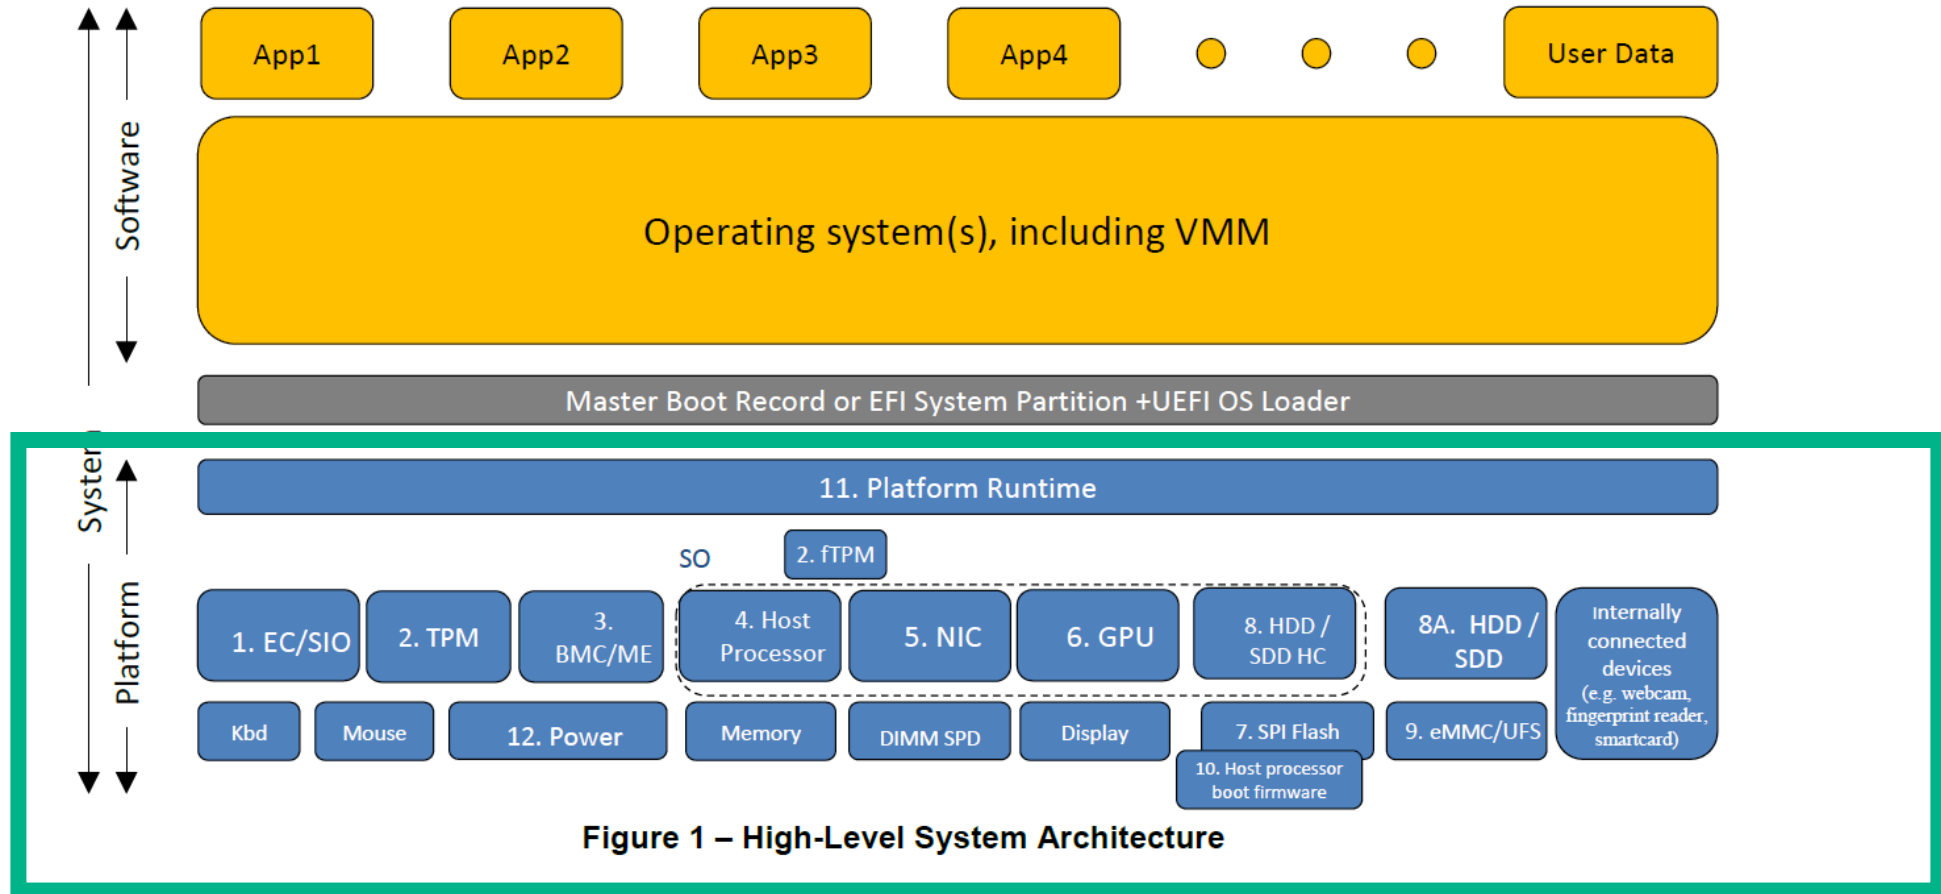 App1
App2
App3
App4
User Data
Software
Operating system(s), including VMM
Master Boot Record or EFI System Partition +UEFI OS Loader
System
11. Platform Runtime
Platform
SO
2. fTPM
1. EC/SIO
2. TPM
3.
BMC/ME
4. Host
Processor
5. NIC
6. GPU
8. HDD /
SDD HC
8A. HDD /
SDD
Internally
connected
devices
(e.g. webcam,
fingerprint reader,
smartcard)
Kbd
Mouse
12. Power
Memory
DIMM SPD
Display
7. SPI Flash
9. eMMC/UFS
10. Host processor
boot firmware
Figure 1 – High-Level System Architecture